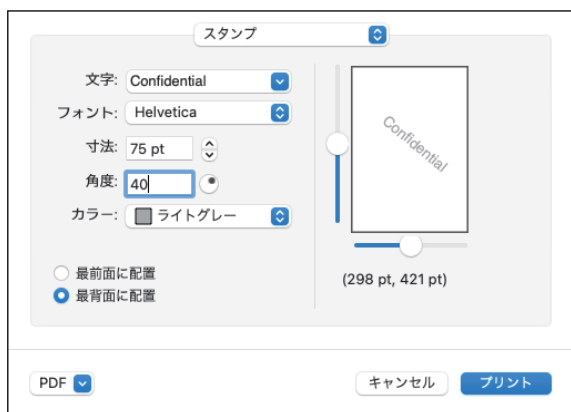 スタンプ
文字: Confidential
フォント: Helvetica
寸法: 75 pt
角度: 40
カラー: ライトグレー
最前面に配置
最背面に配置
Confidential
(298 pt, 421 pt)
PDF
キャンセル
プリント